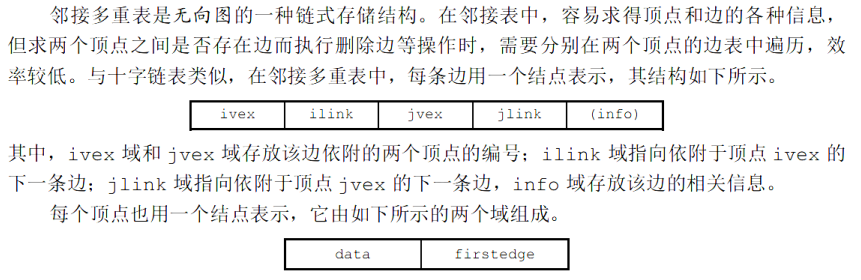 邻接多重表是无向图的一种链式存储结构。在邻接表中，容易求得顶点和边的各种信息，
但求两个顶点之间是否存在边而执行删除边等操作时，需要分别在两个顶点的边表中遍历，效
率较低。与十字链表类似，在邻接多重表中，每条边用一个结点表示，其结构如下所示。
ivex ilink jvex jlink (info)
其中，ivex 域和 jvex 域存放该边依附的两个顶点的编号；ilink 域指向依附于顶点 ivex 的
下一条边；jlink 域指向依附于顶点 jvex 的下一条边，info 域存放该边的相关信息。
每个顶点也用一个结点表示，它由如下所示的两个域组成。
data firstedge